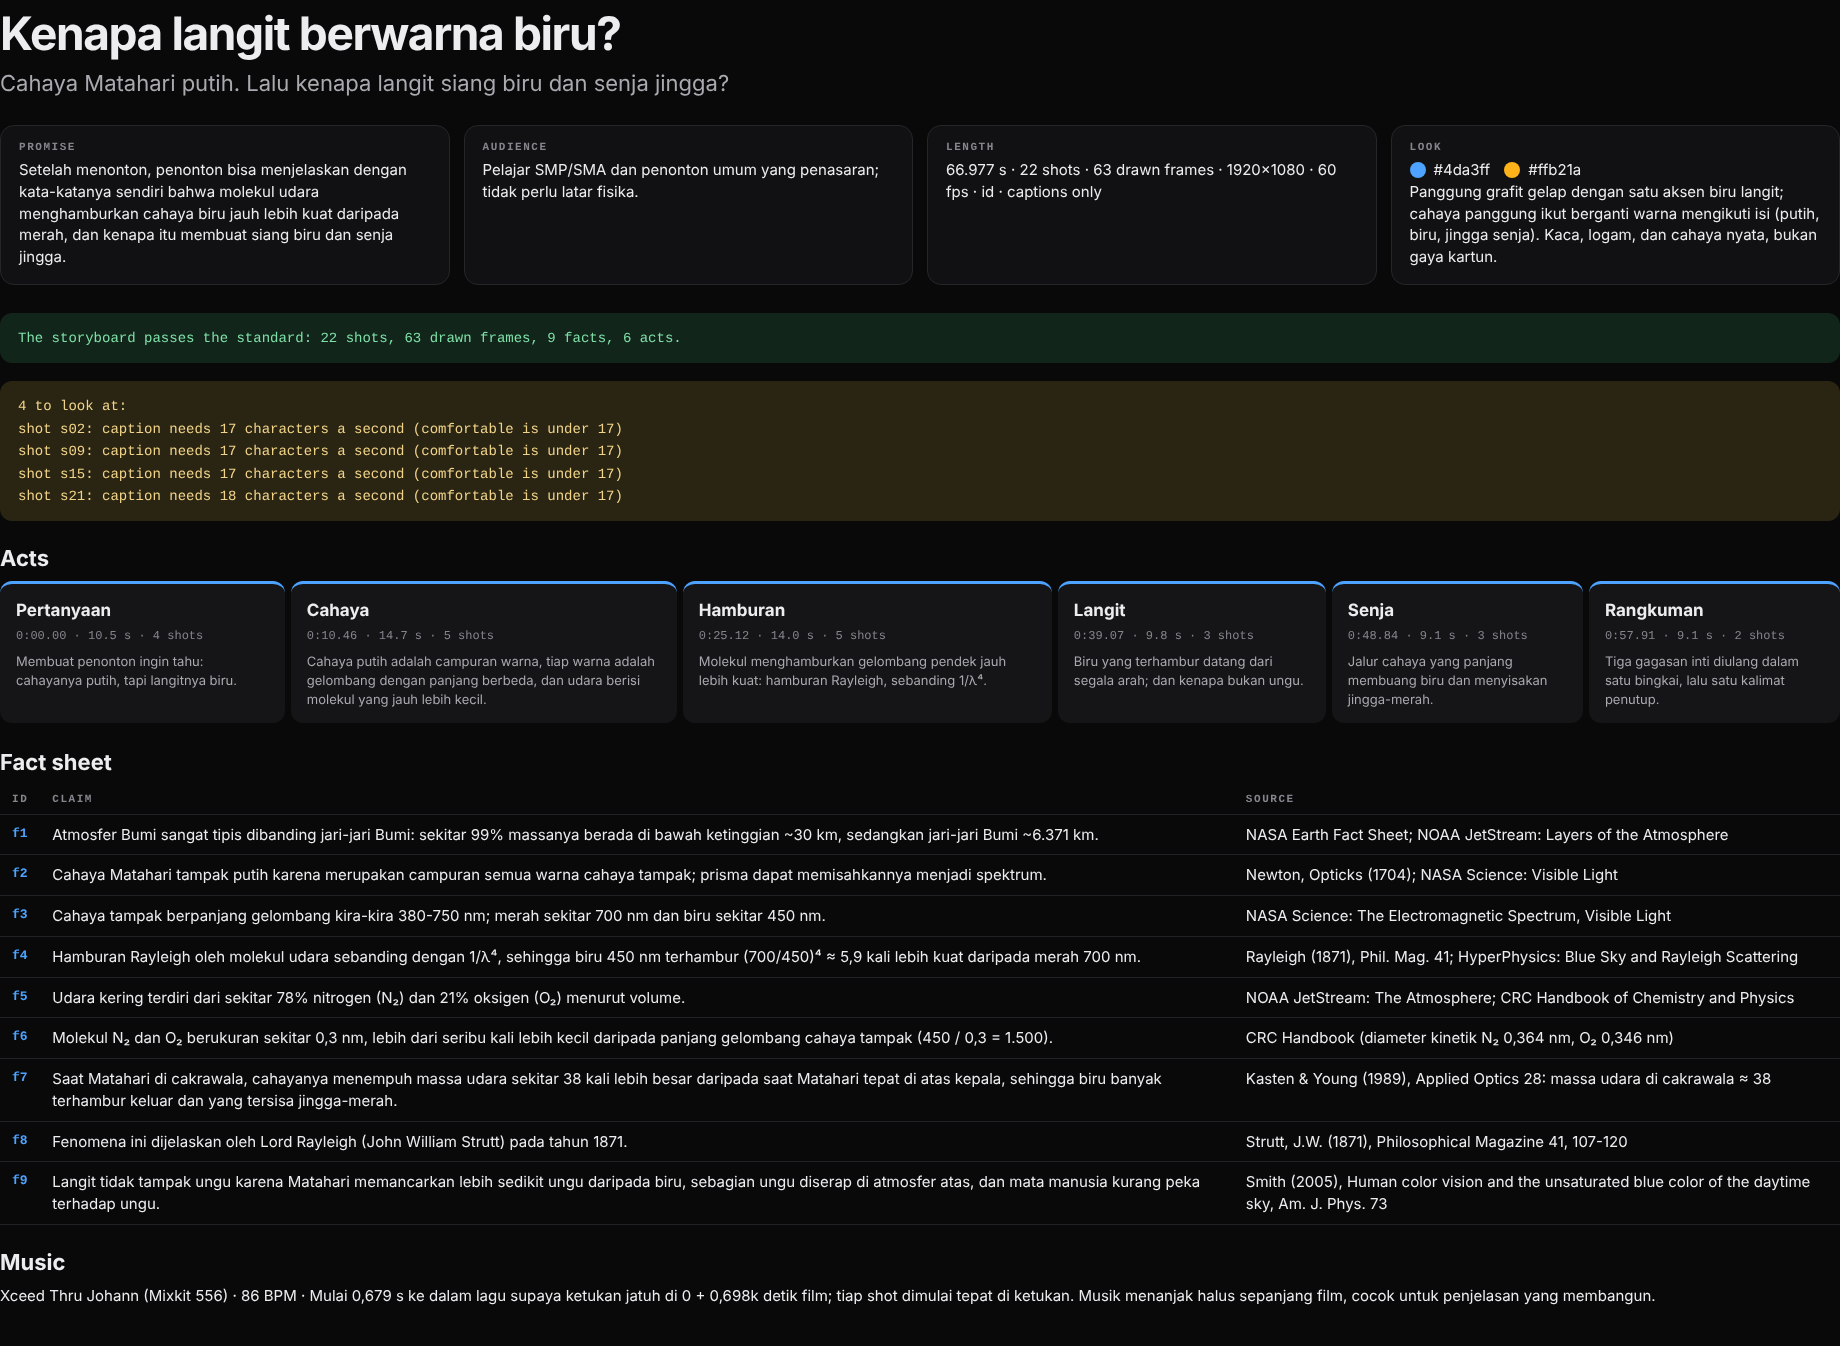 Kenapa langit berwarna biru?
Cahaya Matahari putih. Lalu kenapa langit siang biru dan senja jingga?
PROMISE
Setelah menonton, penonton bisa menjelaskan dengan
kata-katanya sendiri bahwa molekul udara
menghamburkan cahaya biru jauh lebih kuat daripada
merah, dan kenapa itu membuat siang biru dan senja
jingga.
AUDIENCE
Pelajar SMP/SMA dan penonton umum yang penasaran;
tidak perlu latar fisika.
LENGTH
66.977 s · 22 shots · 63 drawn frames · 1920×1080 · 60
fps · id · captions only
LOOK
#4da3ff #ffb21a
Panggung grafit gelap dengan satu aksen biru langit;
cahaya panggung ikut berganti warna mengikuti isi (putih,
biru, jingga senja). Kaca, logam, dan cahaya nyata, bukan
gaya kartun.
The storyboard passes the standard: 22 shots, 63 drawn frames, 9 facts, 6 acts.
4 to look at:
shot s02: caption needs 17 characters a second (comfortable is under 17)
shot s09: caption needs 17 characters a second (comfortable is under 17)
shot s15: caption needs 17 characters a second (comfortable is under 17)
shot s21: caption needs 18 characters a second (comfortable is under 17)
Acts
Pertanyaan
0:00.00 · 10.5 s · 4 shots
Membuat penonton ingin tahu:
cahayanya putih, tapi langitnya biru.
Cahaya
0:10.46 · 14.7 s · 5 shots
Cahaya putih adalah campuran warna, tiap warna adalah
gelombang dengan panjang berbeda, dan udara berisi
molekul yang jauh lebih kecil.
Hamburan
0:25.12 · 14.0 s · 5 shots
Molekul menghamburkan gelombang pendek jauh
lebih kuat: hamburan Rayleigh, sebanding 1/λ⁴.
Langit
0:39.07 · 9.8 s · 3 shots
Biru yang terhambur datang dari
segala arah; dan kenapa bukan ungu.
Senja
0:48.84 · 9.1 s · 3 shots
Jalur cahaya yang panjang
membuang biru dan menyisakan
jingga-merah.
Rangkuman
0:57.91 · 9.1 s · 2 shots
Tiga gagasan inti diulang dalam
satu bingkai, lalu satu kalimat
penutup.
Fact sheet
ID CLAIM SOURCE
f1 Atmosfer Bumi sangat tipis dibanding jari-jari Bumi: sekitar 99% massanya berada di bawah ketinggian ~30 km, sedangkan jari-jari Bumi ~6.371 km. NASA Earth Fact Sheet; NOAA JetStream: Layers of the Atmosphere
f2 Cahaya Matahari tampak putih karena merupakan campuran semua warna cahaya tampak; prisma dapat memisahkannya menjadi spektrum. Newton, Opticks (1704); NASA Science: Visible Light
f3 Cahaya tampak berpanjang gelombang kira-kira 380-750 nm; merah sekitar 700 nm dan biru sekitar 450 nm. NASA Science: The Electromagnetic Spectrum, Visible Light
f4 Hamburan Rayleigh oleh molekul udara sebanding dengan 1/λ⁴, sehingga biru 450 nm terhambur (700/450)⁴ ≈ 5,9 kali lebih kuat daripada merah 700 nm. Rayleigh (1871), Phil. Mag. 41; HyperPhysics: Blue Sky and Rayleigh Scattering
f5 Udara kering terdiri dari sekitar 78% nitrogen (N₂) dan 21% oksigen (O₂) menurut volume. NOAA JetStream: The Atmosphere; CRC Handbook of Chemistry and Physics
f6 Molekul N₂ dan O₂ berukuran sekitar 0,3 nm, lebih dari seribu kali lebih kecil daripada panjang gelombang cahaya tampak (450 / 0,3 = 1.500). CRC Handbook (diameter kinetik N₂ 0,364 nm, O₂ 0,346 nm)
f7 Saat Matahari di cakrawala, cahayanya menempuh massa udara sekitar 38 kali lebih besar daripada saat Matahari tepat di atas kepala, sehingga biru banyak Kasten & Young (1989), Applied Optics 28: massa udara di cakrawala ≈ 38
terhambur keluar dan yang tersisa jingga-merah.
f8 Fenomena ini dijelaskan oleh Lord Rayleigh (John William Strutt) pada tahun 1871. Strutt, J.W. (1871), Philosophical Magazine 41, 107-120
f9 Langit tidak tampak ungu karena Matahari memancarkan lebih sedikit ungu daripada biru, sebagian ungu diserap di atmosfer atas, dan mata manusia kurang peka Smith (2005), Human color vision and the unsaturated blue color of the daytime
terhadap ungu. sky, Am. J. Phys. 73
Music
Xceed Thru Johann (Mixkit 556) · 86 BPM · Mulai 0,679 s ke dalam lagu supaya ketukan jatuh di 0 + 0,698k detik film; tiap shot dimulai tepat di ketukan. Musik menanjak halus sepanjang film, cocok untuk penjelasan yang membangun.